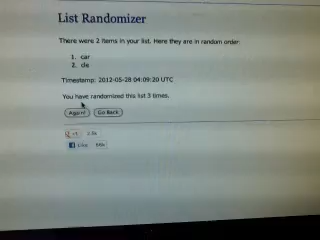 List Randomizer
There were 2 items in your list. Here they are in random order:
1. car
2. cle
Timestamp: 2012-05-28 04:09:20 UTC
You have randomized this list 3 times.
Again! Go Back
+1
Like